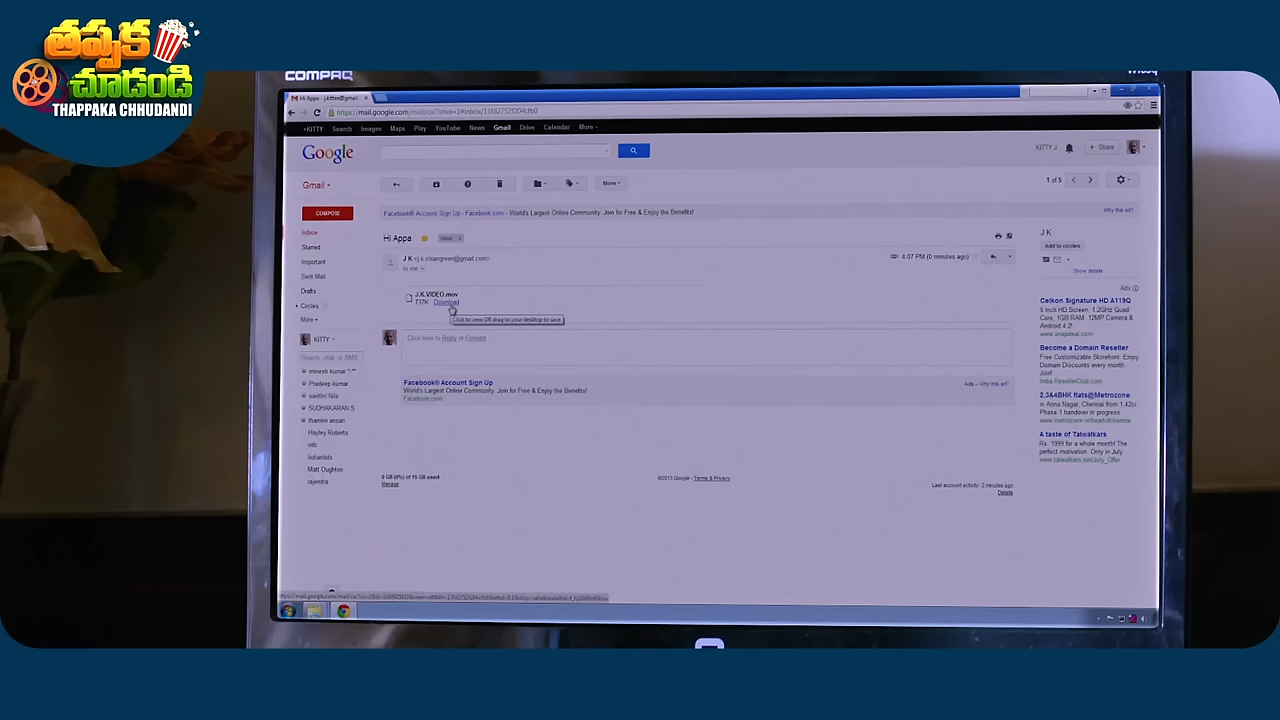 తప్పక
చూడండి
THAPPAKA CHHUDANDI
COMPAQ
Hi Appa - j.kittee@gmail
https://mail.google.com/mail/ca/
+KITTY Search Images Maps Play YouTube News Gmail Drive Calendar More
Google
KITTY J
+ Share
Gmail
More
1 of 5
COMPOSE
Facebook® Account Sign Up - Facebook.com - World's Largest Online Community. Join for Free & Enjoy the Benefits!
Why this ad?
Inbox
Starred
Important
Sent Mail
Drafts
Circles
More
Hi Appa
Inbox x
J K <j.k.cleangreen@gmail.com>
to me
4:07 PM (0 minutes ago)
J.K.VIDEO.mov
737K Download
Click to view OR drag to your desktop to save
Click here to Reply or Forward
Facebook® Account Sign Up
World's Largest Online Community. Join for Free & Enjoy the Benefits!
Facebook.com
Ads – Why this ad?
KITTY
Search, chat, or SMS
minesh kumar
Pradeep kumar
santhi Nila
SUDHAKARAN S
thamim ansari
Hayley Roberts
mfo
Matt Oughton
rajendra
J K
Add to circles
Show details
Ads
Celkon Signature HD A119Q
5 Inch HD Screen, 1.2GHz Quad
Core, 1GB RAM, 12MP Camera &
Android 4.2!
www.snapdeal.com
Become a Domain Reseller
Free Customizable Storefront. Enjoy
Domain Discounts every month.
Join!
India.ResellerClub.com
2,3&4BHK flats@Metrozone
in Anna Nagar, Chennai from 1.42cr
Phase 1 handover in progress
www.metrozone.in/heartofchennai
A taste of Talwalkars
Rs. 1999 for a whole month! The
perfect motivation. Only in July
www.talwalkars.net/July_Offer
0 GB (0%) of 15 GB used
Manage
©2013 Google - Terms & Privacy
Last account activity: 2 minutes ago
Details